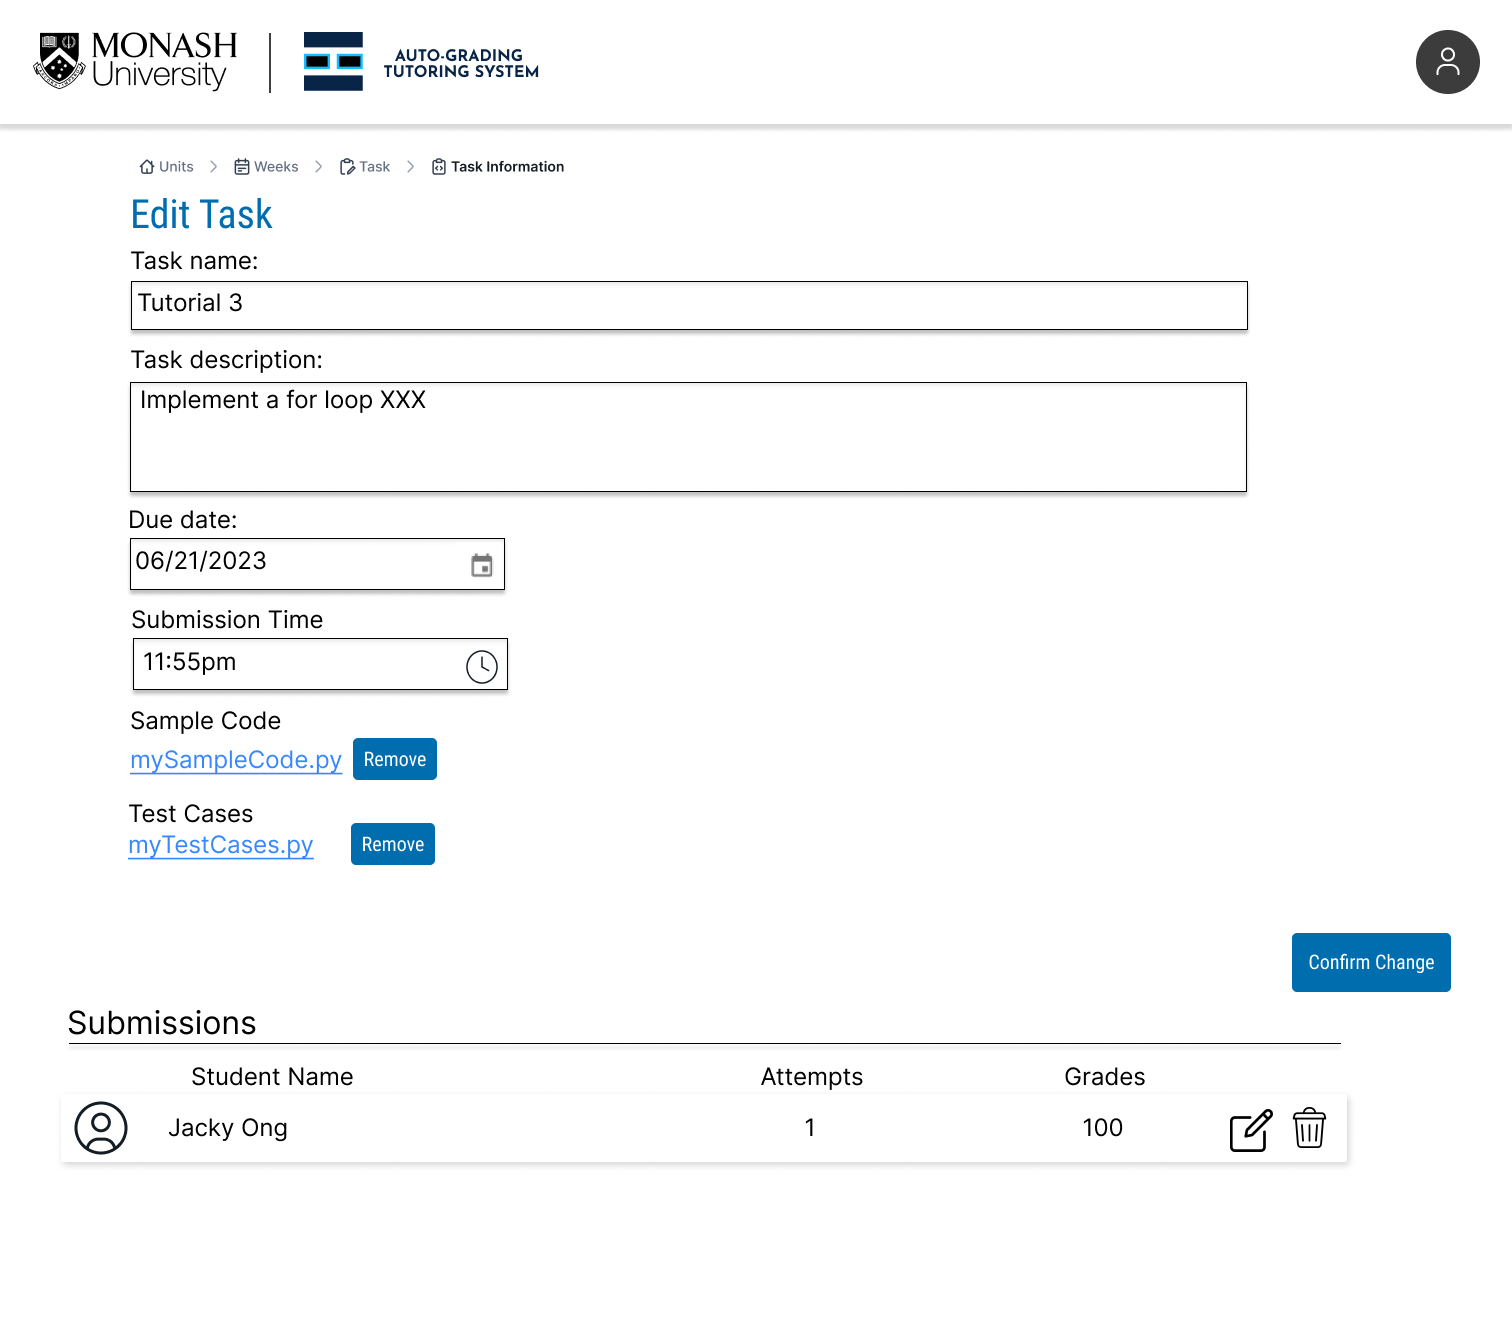 MONASH
University
AUTO-GRADING
TUTORING SYSTEM
Units Weeks Task Task Information
Edit Task
Task name:
Tutorial 3
Task description:
Implement a for loop XXX
Due date:
06/21/2023
Submission Time
11:55pm
Sample Code
mySampleCode.py Remove
Test Cases
myTestCases.py Remove
Confirm Change
Submissions
Student Name Attempts Grades
Jacky Ong 1 100